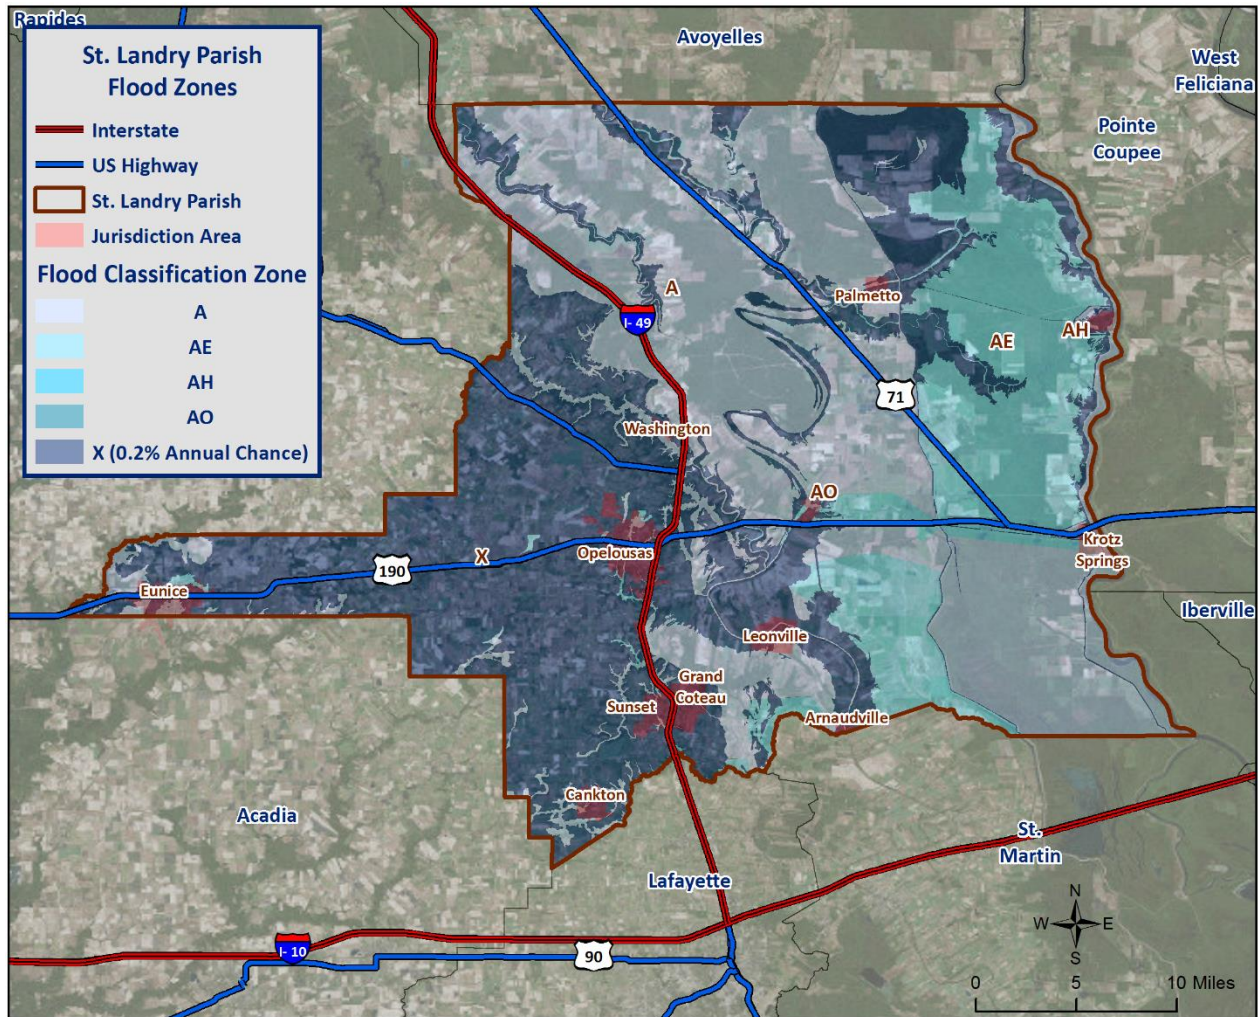 Rapides
Avoyelles
West
Feliciana
Pointe
Coupee
St. Landry Parish
Flood Zones
Interstate
US Highway
St. Landry Parish
Jurisdiction Area
Flood Classification Zone
A
AE
AH
AO
X (0.2% Annual Chance)
A
I-49
Palmetto
AE
AH
71
Washington
AO
X
190
Opelousas
Krotz
Springs
Eunice
Iberville
Leonville
Grand
Coteau
Sunset
Arnaudville
Cankton
Acadia
St.
Martin
Lafayette
I-10
90
N
W
E
S
0
5
10 Miles